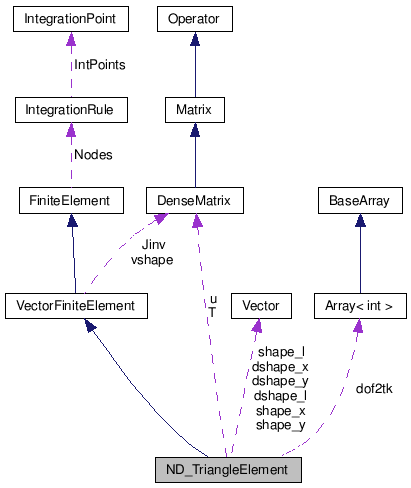 IntegrationPoint
Operator
IntPoints
IntegrationRule
Matrix
Nodes
FiniteElement
DenseMatrix
BaseArray
Jinv
vshape
VectorFiniteElement
u
T
Vector
Array< int >
shape_l
dshape_x
dshape_y
dshape_l
shape_x
shape_y
dof2tk
ND_TriangleElement